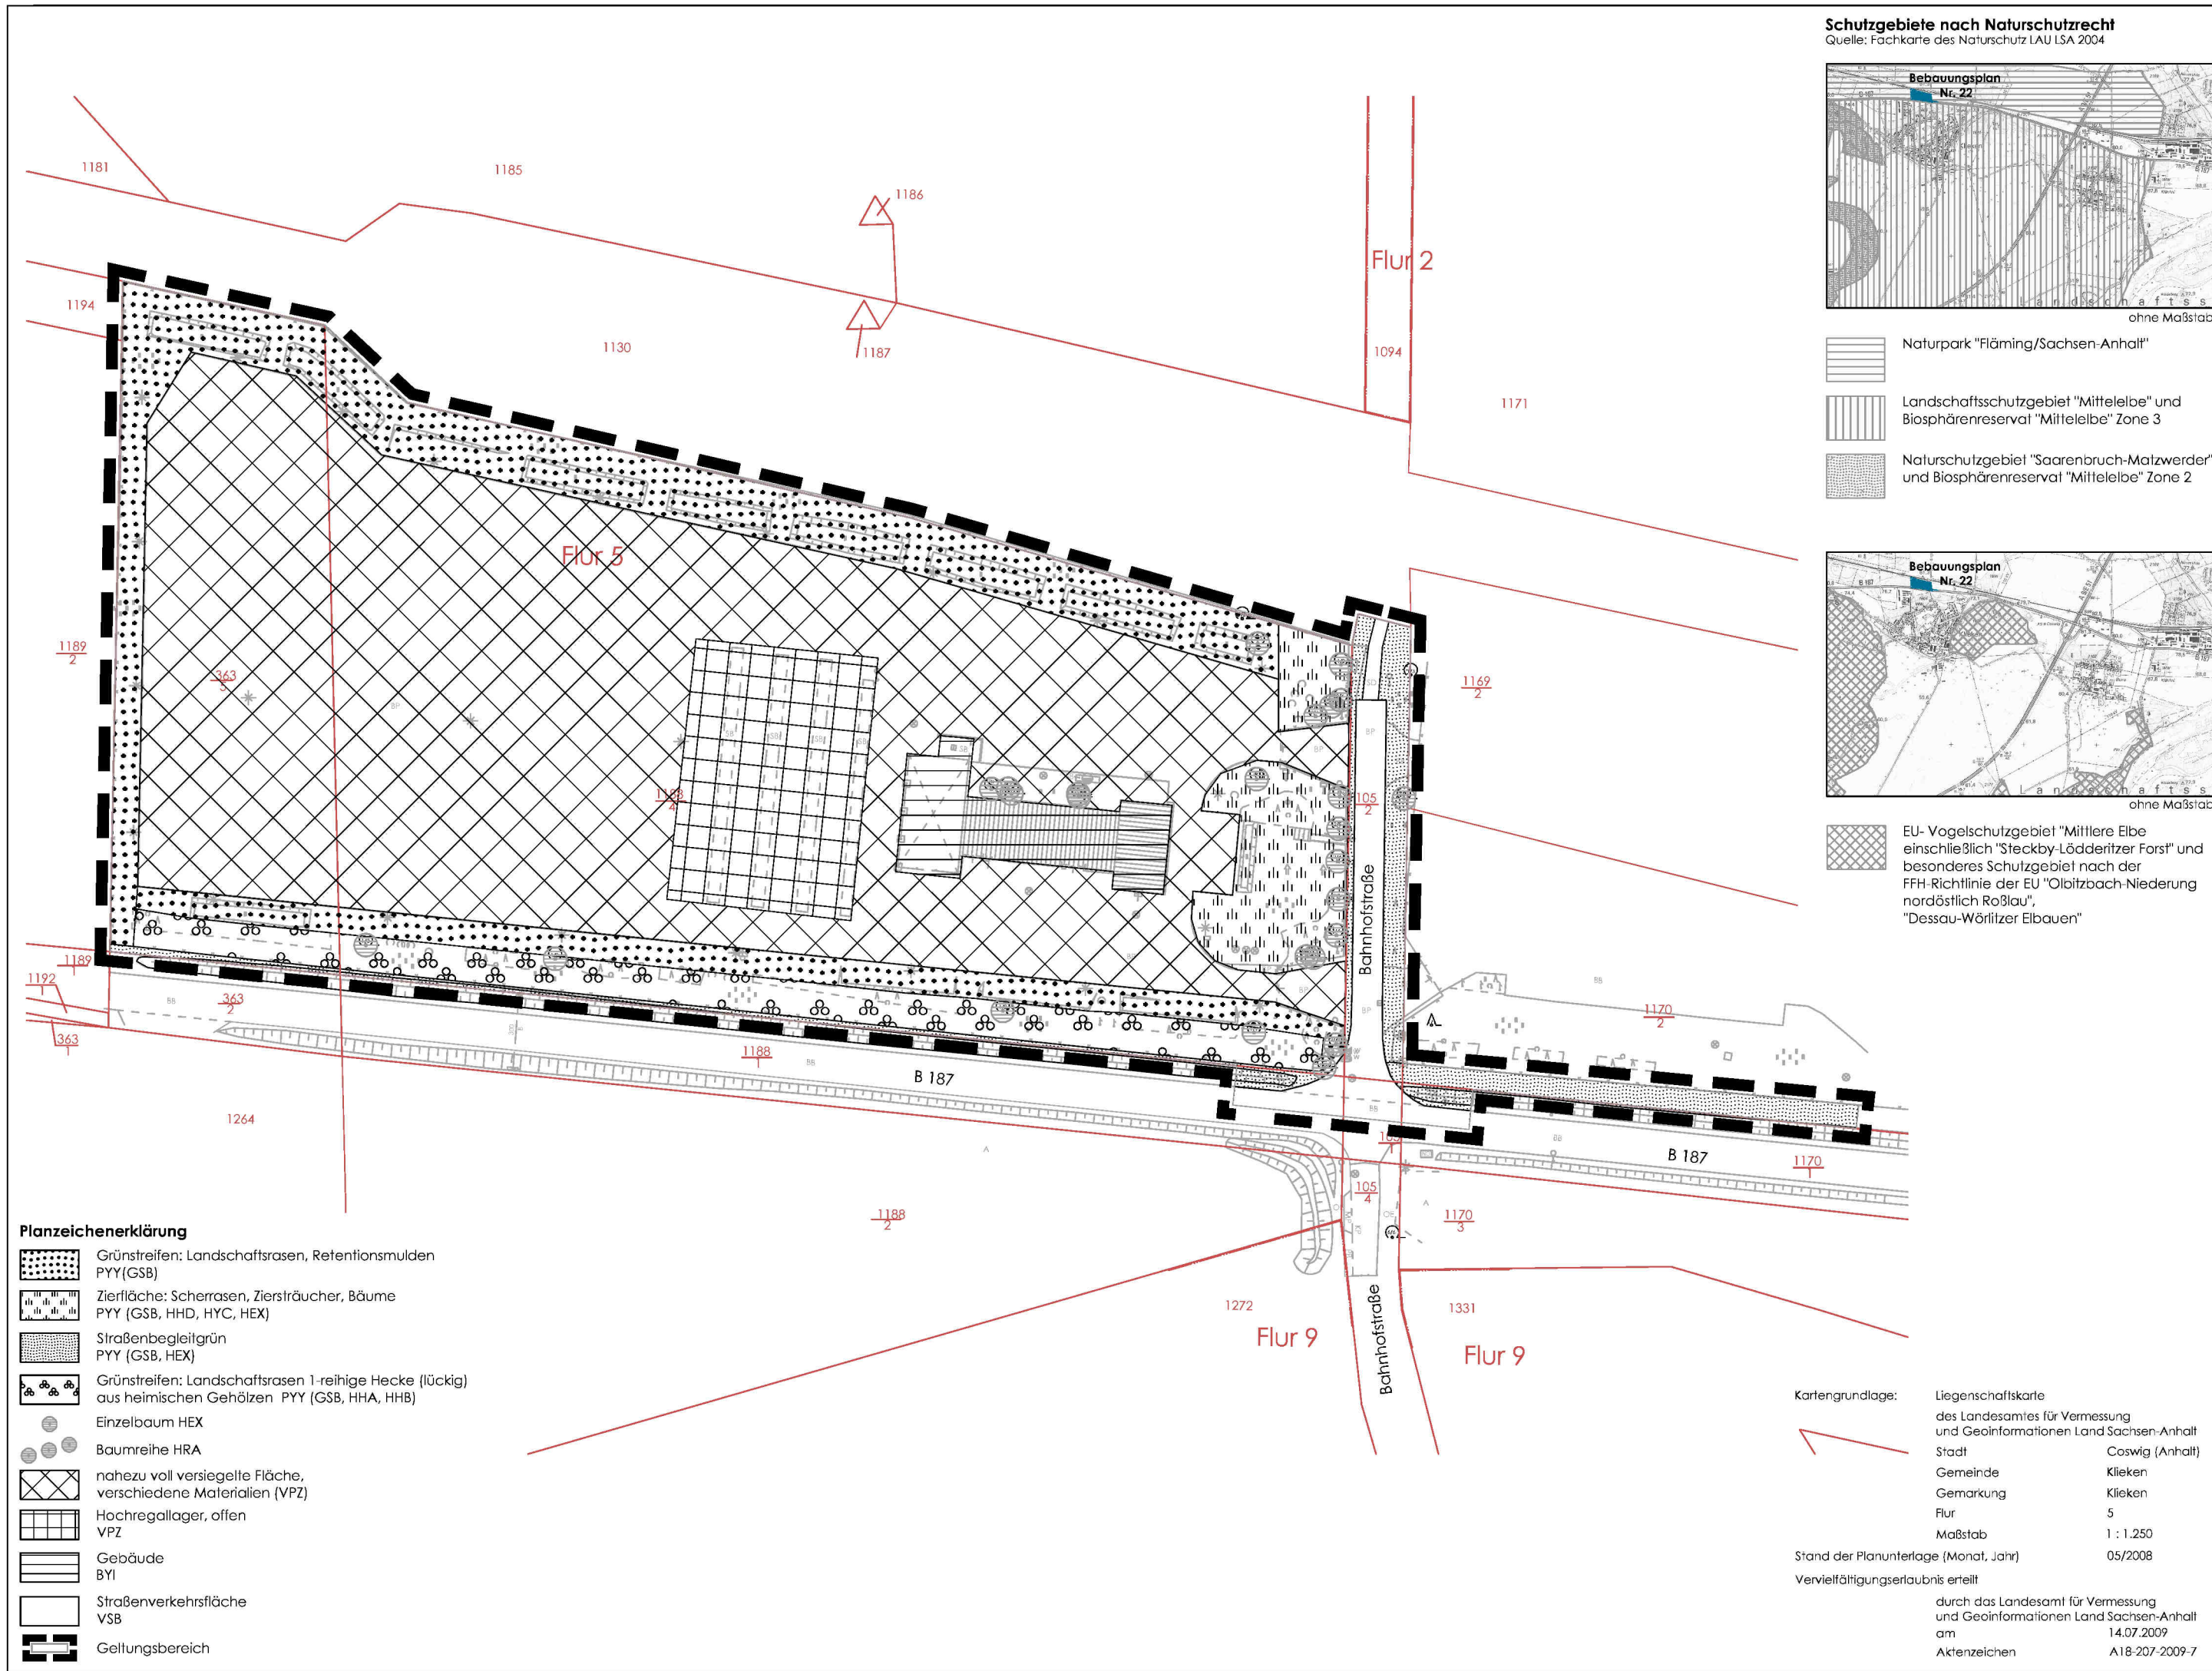 Schutzgebiete nach Naturschutzrecht
Quelle: Fachkarte des Naturschutz LAU LSA 2004
Bebauungsplan
Nr. 22
ohne Maßstab
Naturpark "Fläming/Sachsen-Anhalt"
Landschaftsschutzgebiet "Mittelelbe" und
Biosphärenreservat "Mittelelbe" Zone 3
Naturschutzgebiet "Saarenbruch-Matzwerder"
und Biosphärenreservat "Mittelelbe" Zone 2
Bebauungsplan
Nr. 22
ohne Maßstab
EU- Vogelschutzgebiet "Mittlere Elbe
einschließlich "Steckby-Lödderitzer Forst" und
besonderes Schutzgebiet nach der
FFH-Richtlinie der EU "Olbitzbach-Niederung
nordöstlich Roßlau",
"Dessau-Wörlitzer Elbauen"
1181
1185
1186
Flur 2
1194
1130
1187
1094
1171
Flur 5
1189
2
363
5
1169
2
1188
4
105
2
Bahnhofstraße
1189
1192
1
363
2
363
1
1188
1
B 187
1170
2
1264
105
1
B 187
1170
1
105
4
1188
2
1170
3
1272
1331
Flur 9
Bahnhofstraße
Flur 9
Planzeichenerklärung
Grünstreifen: Landschaftsrasen, Retentionsmulden
PYY(GSB)
Zierfläche: Scherrasen, Ziersträucher, Bäume
PYY (GSB, HHD, HYC, HEX)
Straßenbegleitgrün
PYY (GSB, HEX)
Grünstreifen: Landschaftsrasen 1-reihige Hecke (lückig)
aus heimischen Gehölzen PYY (GSB, HHA, HHB)
Einzelbaum HEX
Baumreihe HRA
nahezu voll versiegelte Fläche,
verschiedene Materialien (VPZ)
Hochregallager, offen
VPZ
Gebäude
BYI
Straßenverkehrsfläche
VSB
Geltungsbereich
Kartengrundlage: Liegenschaftskarte
des Landesamtes für Vermessung
und Geoinformationen Land Sachsen-Anhalt
Stadt Coswig (Anhalt)
Gemeinde Klieken
Gemarkung Klieken
Flur 5
Maßstab 1 : 1.250
Stand der Planunterlage (Monat, Jahr) 05/2008
Vervielfältigungserlaubnis erteilt
durch das Landesamt für Vermessung
und Geoinformationen Land Sachsen-Anhalt
am 14.07.2009
Aktenzeichen A18-207-2009-7